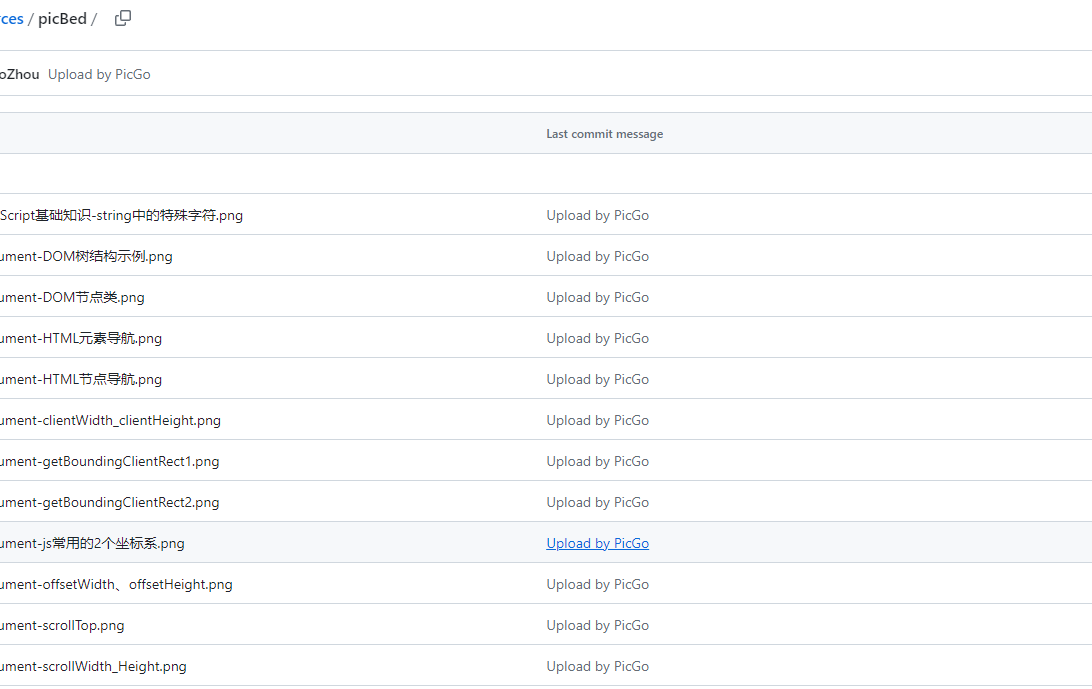 ces / picBed /
oZhou Upload by PicGo
Last commit message
Script基础知识-string中的特殊字符.png Upload by PicGo
ument-DOM树结构示例.png Upload by PicGo
ument-DOM节点类.png Upload by PicGo
ument-HTML元素导航.png Upload by PicGo
ument-HTML节点导航.png Upload by PicGo
ument-clientWidth_clientHeight.png Upload by PicGo
ument-getBoundingClientRect1.png Upload by PicGo
ument-getBoundingClientRect2.png Upload by PicGo
ument-js常用的2个坐标系.png Upload by PicGo
ument-offsetWidth、offsetHeight.png Upload by PicGo
ument-scrollTop.png Upload by PicGo
ument-scrollWidth_Height.png Upload by PicGo